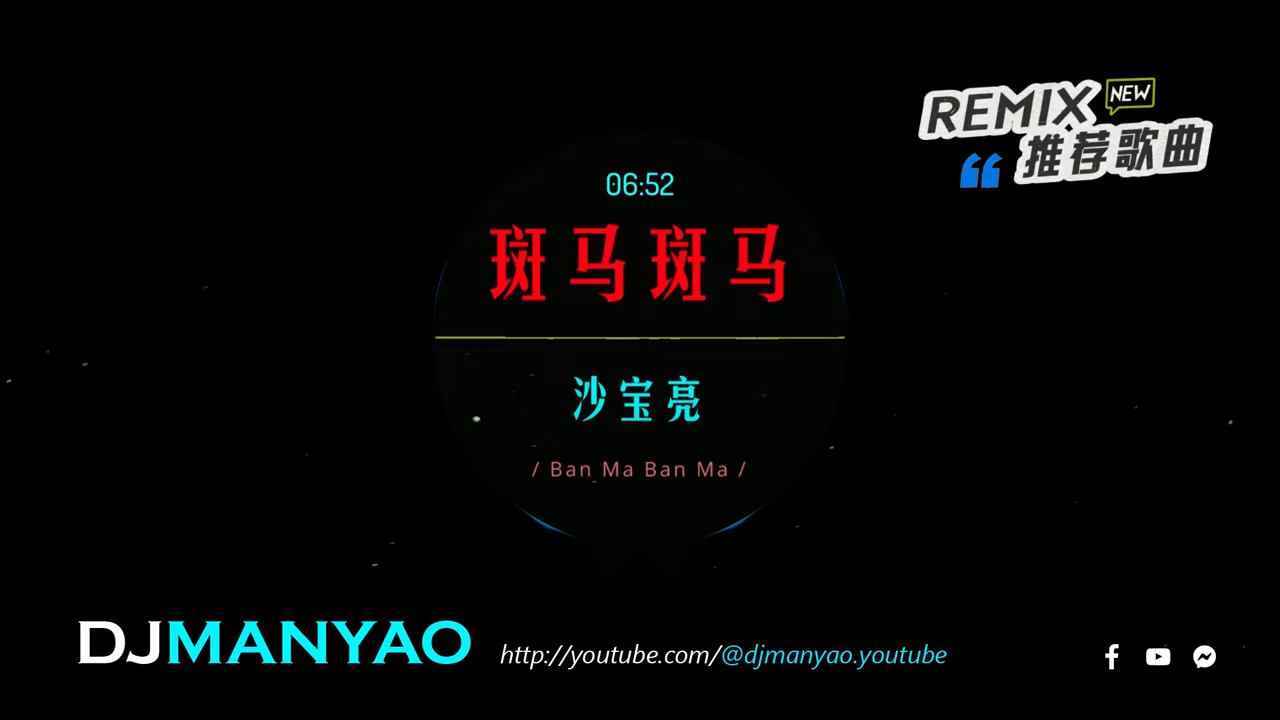 REMIX NEW
推荐歌曲
06:52
斑马斑马
沙宝亮
/ Ban Ma Ban Ma /
DJMANYAO
http://youtube.com/@djmanyao.youtube